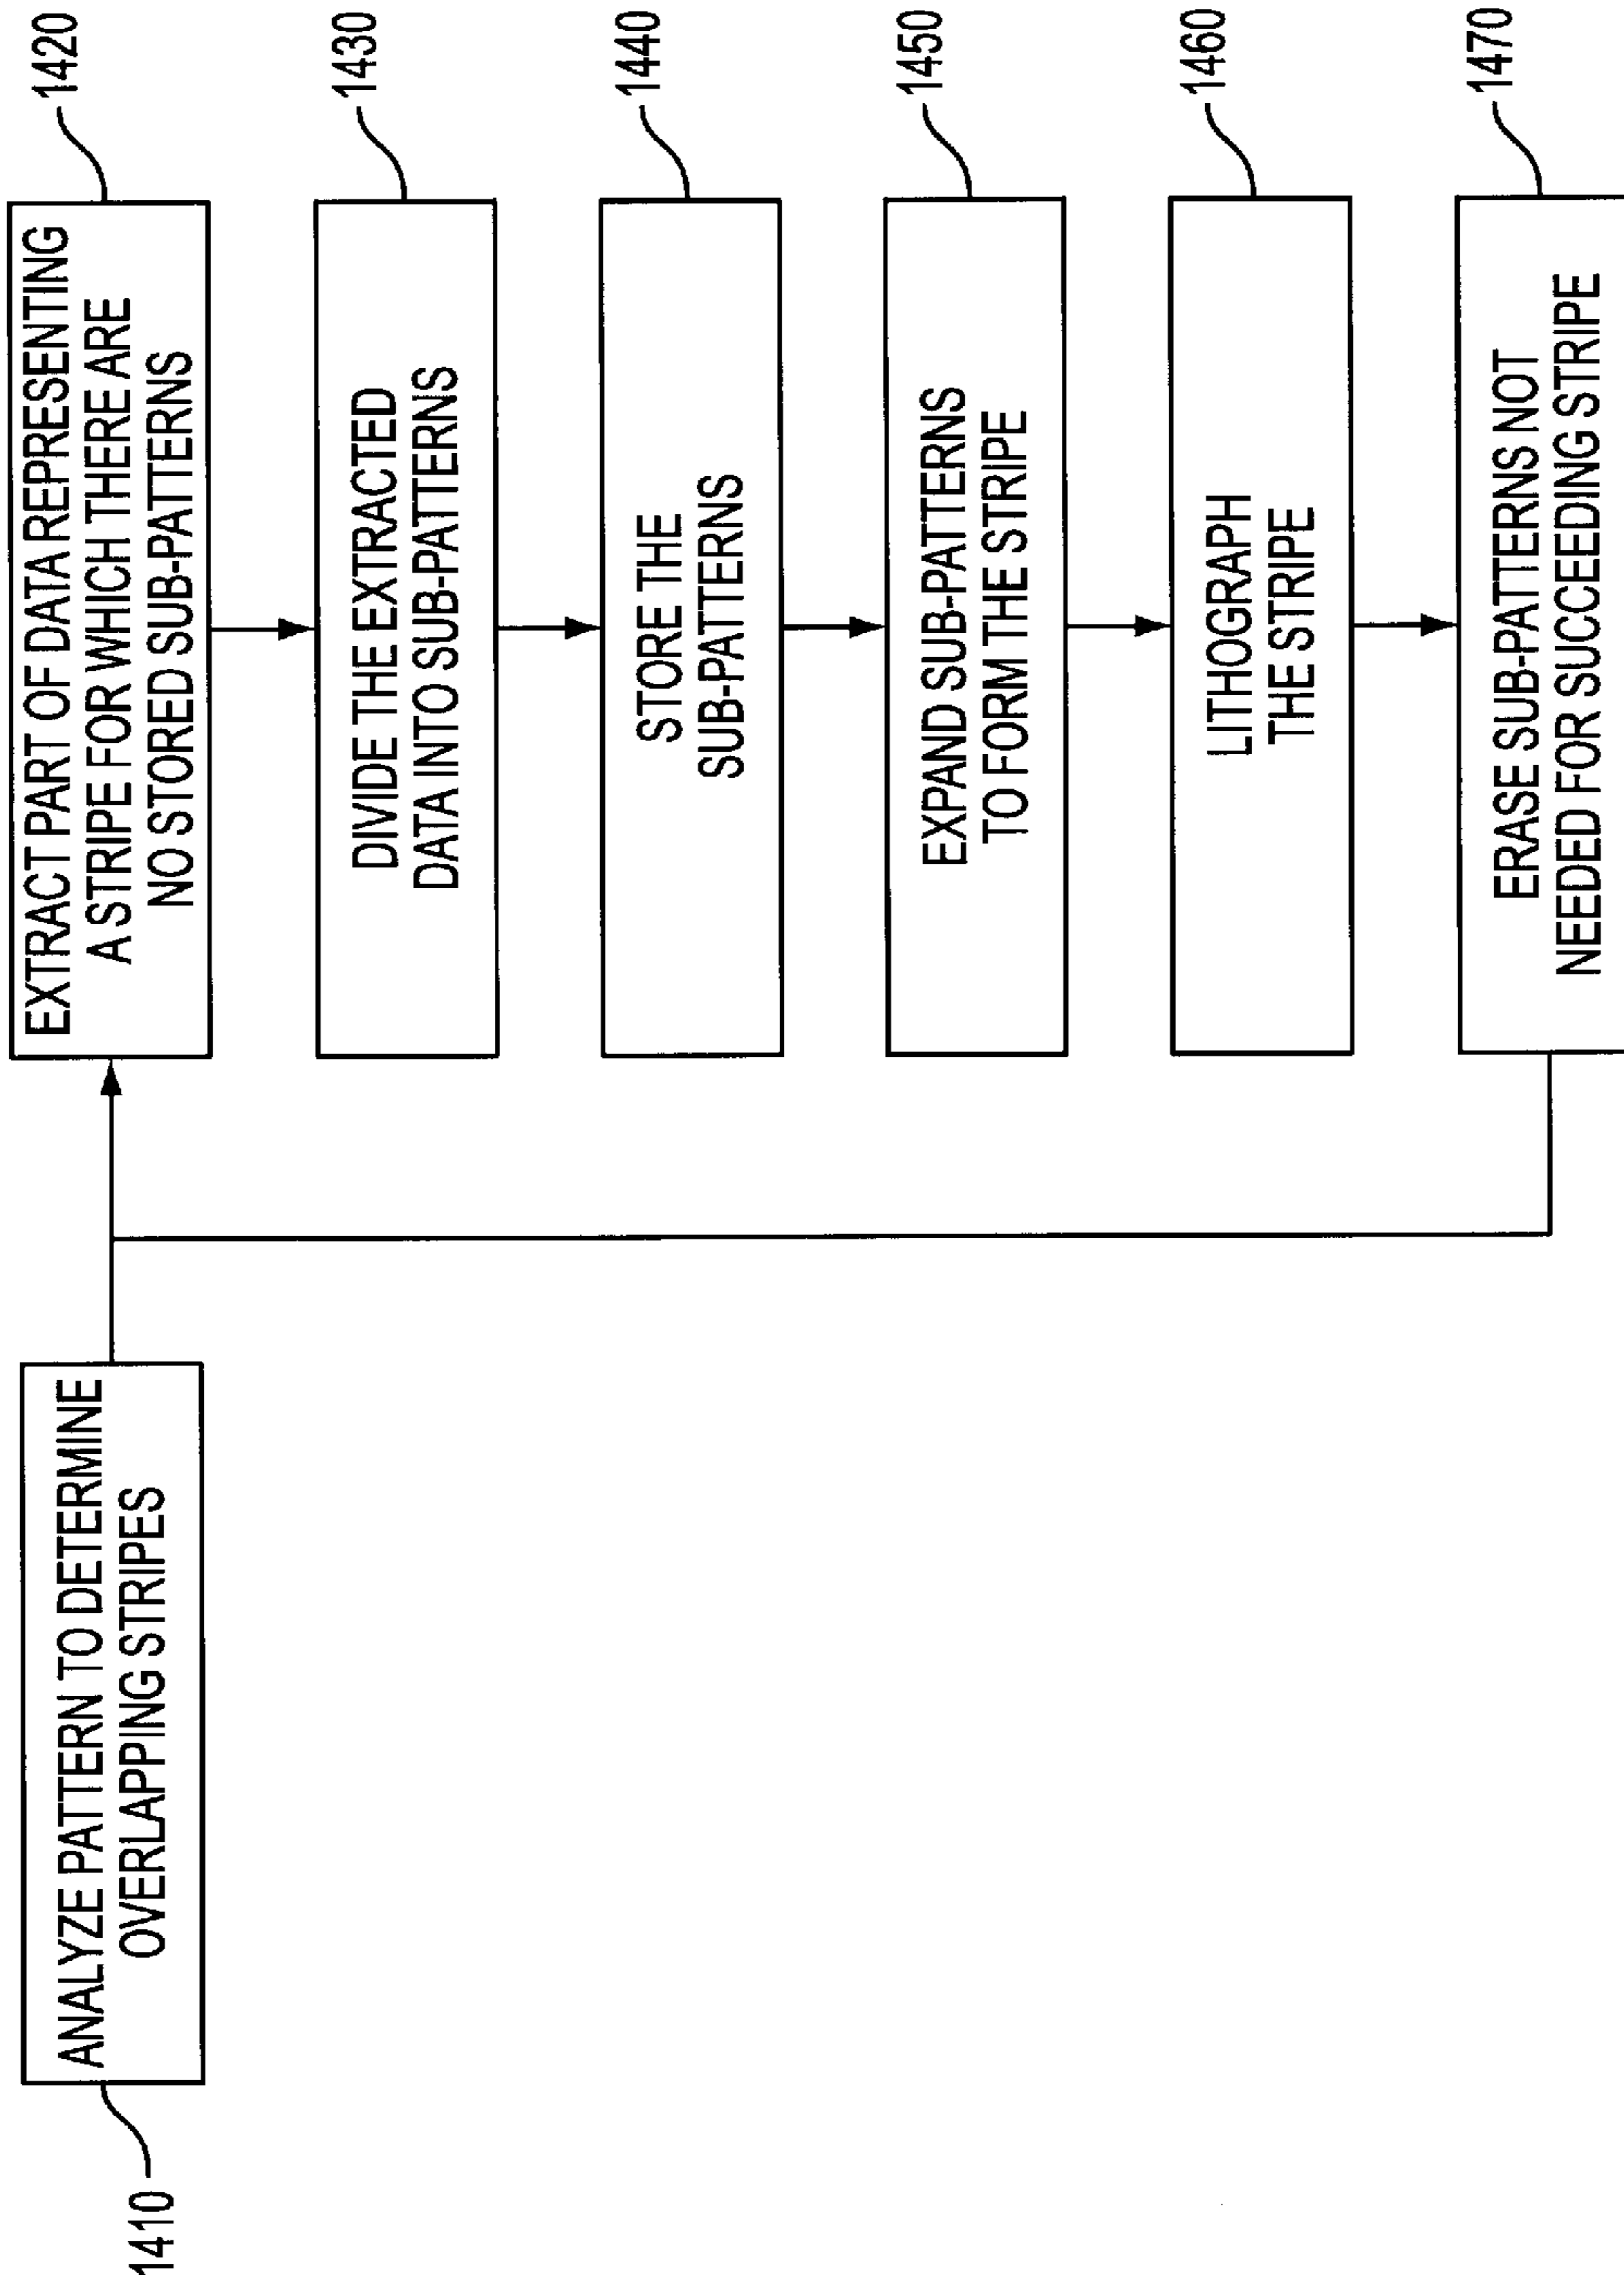 1410
ANALYZE PATTERN TO DETERMINE
OVERLAPPING STRIPES
EXTRACT PART OF DATA REPRESENTING
A STRIPE FOR WHICH THERE ARE
NO STORED SUB-PATTERNS
1420
DIVIDE THE EXTRACTED
DATA INTO SUB-PATTERNS
1430
STORE THE
SUB-PATTERNS
1440
EXPAND SUB-PATTERNS
TO FORM THE STRIPE
1450
LITHOGRAPH
THE STRIPE
1460
ERASE SUB-PATTERNS NOT
NEEDED FOR SUCCEEDING STRIPE
1470